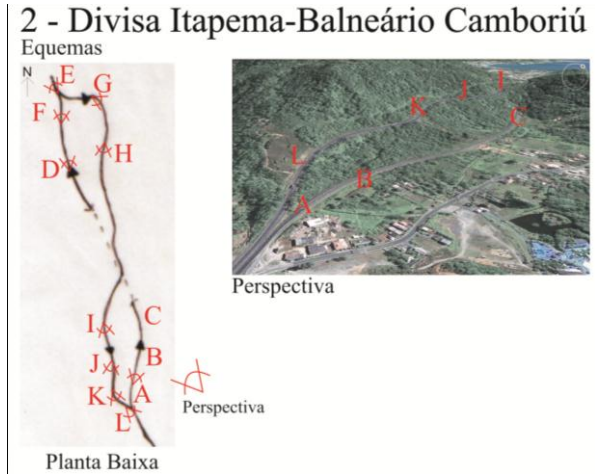 2 - Divisa Itapema-Balneário Camboriú
Equemas
N
E
G
F
H
D
I
C
J
B
K
A
L
Planta Baixa
Perspectiva
I
J
K
C
L
B
A
Perspectiva